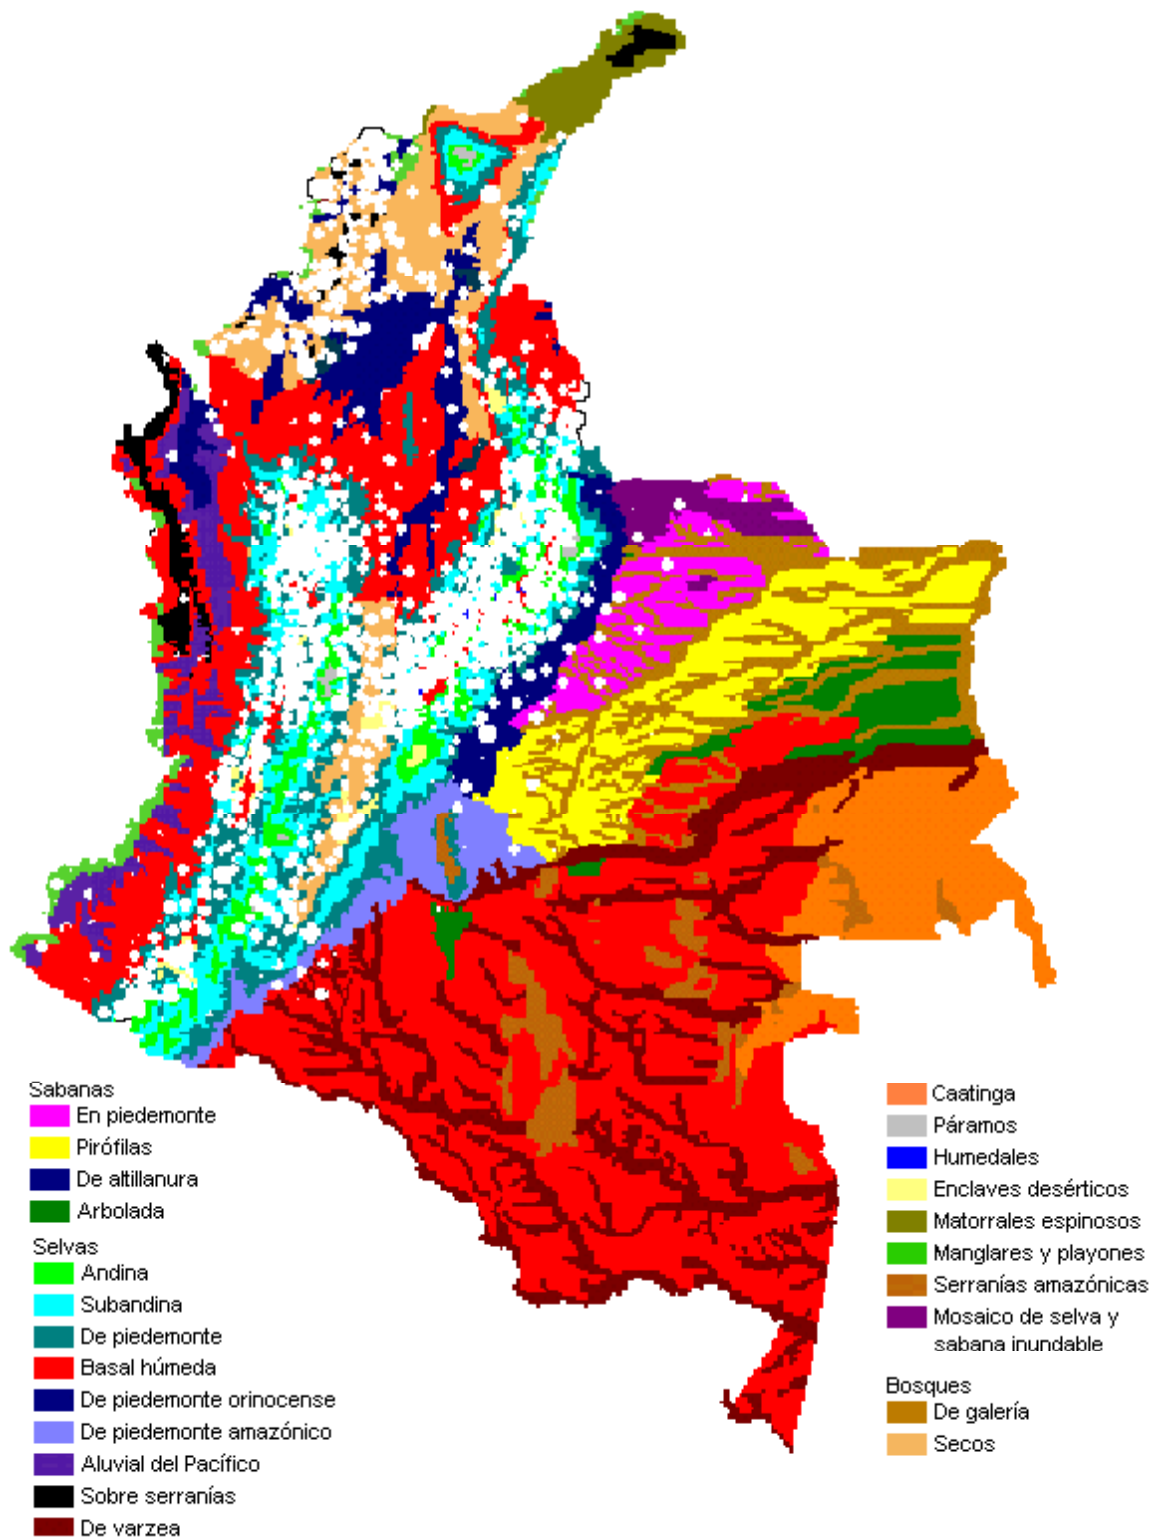 Sabanas
En piedemonte
Pirófilas
De altillanura
Arbolada
Selvas
Andina
Subandina
De piedemonte
Basal húmeda
De piedemonte orinocense
De piedemonte amazónico
Aluvial del Pacífico
Sobre serranías
De varzea
Caatinga
Páramos
Humedales
Enclaves desérticos
Matorrales espinosos
Manglares y playones
Serranías amazónicas
Mosaico de selva y
sabana inundable
Bosques
De galería
Secos